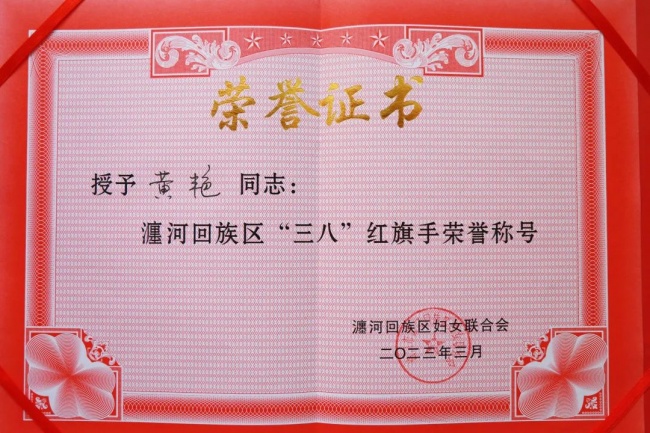 荣誉证书
授予 黄艳 同志：
瀍河回族区“三八”红旗手荣誉称号
瀍河回族区妇女联合会
二〇二三年三月